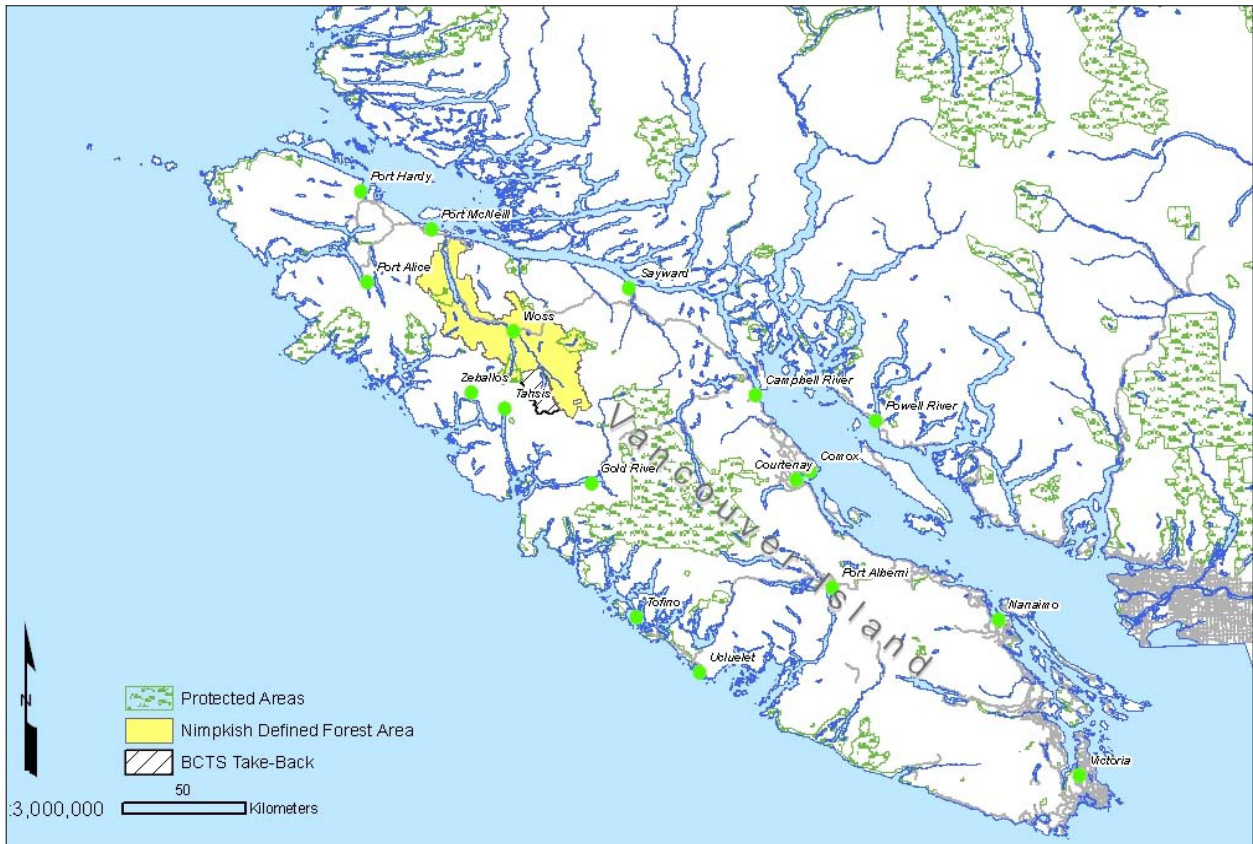 Port Hardy
Port McNeill
Port Alice
Sayward
Woss
Zeballos
Tahsis
Campbell River
Powell River
Comox
Courtenay
Gold River
Vancouver Island
Port Alberni
Tofino
Nanaimo
Ucluelet
Victoria
N
Protected Areas
Nimpkish Defined Forest Area
BCTS Take-Back
50
:3,000,000
Kilometers